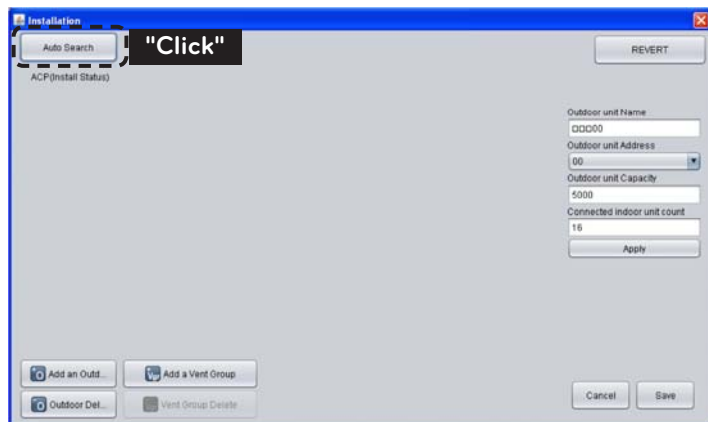 Installation
Auto Search
"Click"
REVERT
ACP(Install Status)
Outdoor unit Name
□□□00
Outdoor unit Address
00
Outdoor unit Capacity
5000
Connected indoor unit count
16
Apply
Add an Outd...
Add a Vent Group
Outdoor Del...
Vent Group Delete
Cancel
Save